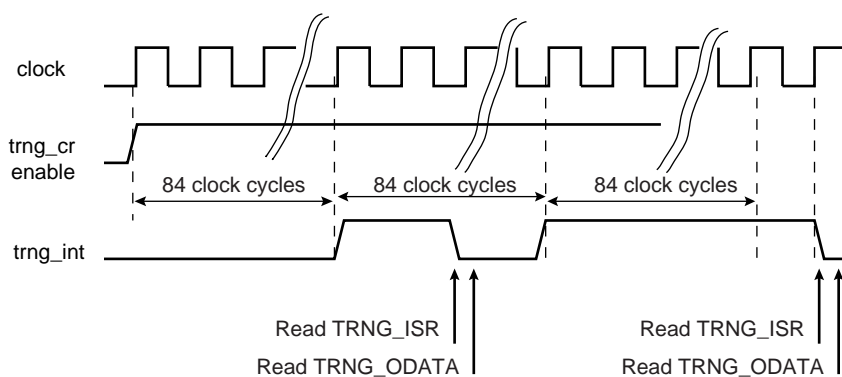 clock
trng_cr
enable
84 clock cycles
84 clock cycles
84 clock cycles
trng_int
Read TRNG_ISR
Read TRNG_ISR
Read TRNG_ODATA
Read TRNG_ODATA